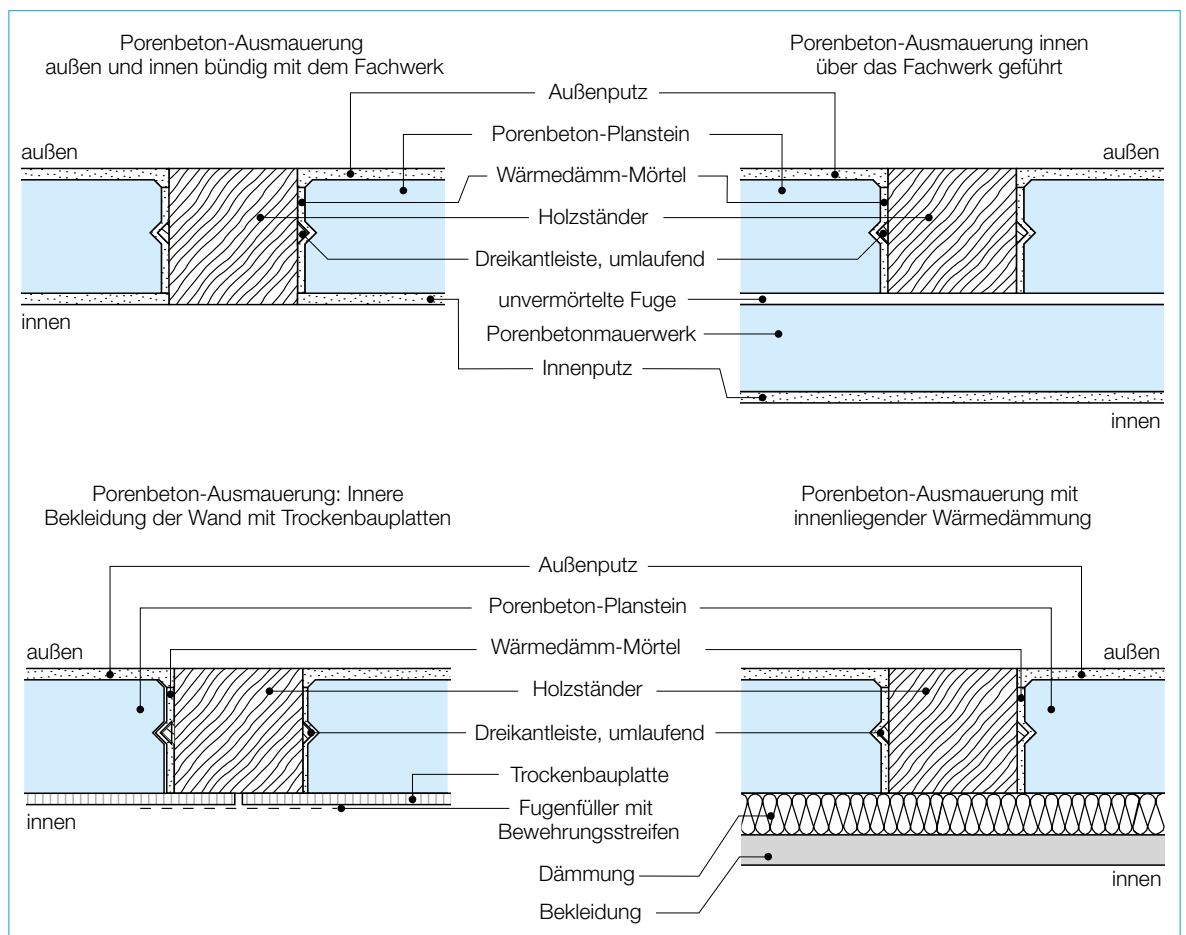 Porenbeton-Ausmauerung
außen und innen bündig mit dem Fachwerk
Porenbeton-Ausmauerung innen
über das Fachwerk geführt
Außenputz
Porenbeton-Planstein
außen
außen
Wärmedämm-Mörtel
Holzständer
Dreikantleiste, umlaufend
unvermörtelte Fuge
innen
Porenbetonmauerwerk
Innenputz
innen
Porenbeton-Ausmauerung: Innere
Bekleidung der Wand mit Trockenbauplatten
Porenbeton-Ausmauerung mit
innenliegender Wärmedämmung
Außenputz
Porenbeton-Planstein
außen
Wärmedämm-Mörtel
außen
Holzständer
Dreikantleiste, umlaufend
Trockenbauplatte
innen
Fugenfüller mit
Bewehrungsstreifen
Dämmung
innen
Bekleidung